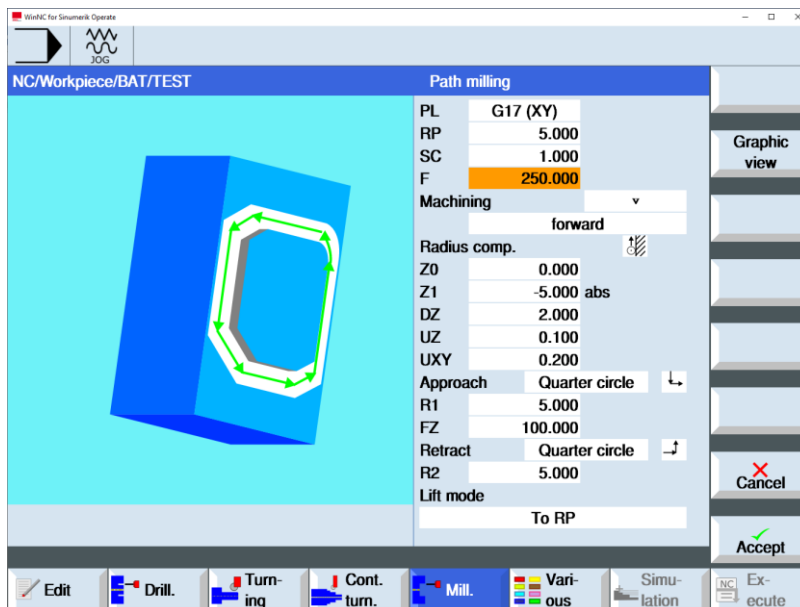 WinNC for Sinumerik Operate
JOG
NC/Workpiece/BAT/TEST
Path milling
PL G17 (XY)
RP 5.000
SC 1.000
F 250.000
Machining v
forward
Radius comp.
Z0 0.000
Z1 -5.000 abs
DZ 2.000
UZ 0.100
UXY 0.200
Approach Quarter circle
R1 5.000
FZ 100.000
Retract Quarter circle
R2 5.000
Lift mode
To RP
Graphic
view
Cancel
Accept
Edit
Drill.
Turn-
ing
Cont.
turn.
Mill.
Vari-
ous
Simu-
lation
NC
Ex-
ecute